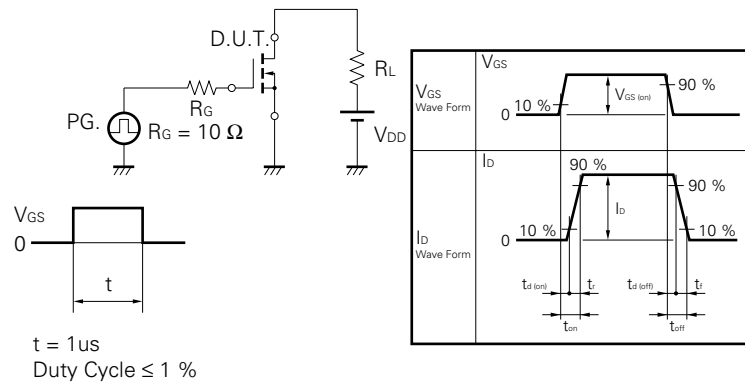 D.U.T.
RL
RG
PG.
RG = 10 Ω
VDD
VGS
0
t
t = 1us
Duty Cycle ≤ 1 %
VGS
Wave Form
VGS
10 %
0
VGS (on)
90 %
ID
Wave Form
ID
90 %
90 %
ID
10 %
10 %
0
td (on)
tr
td (off)
tf
ton
toff